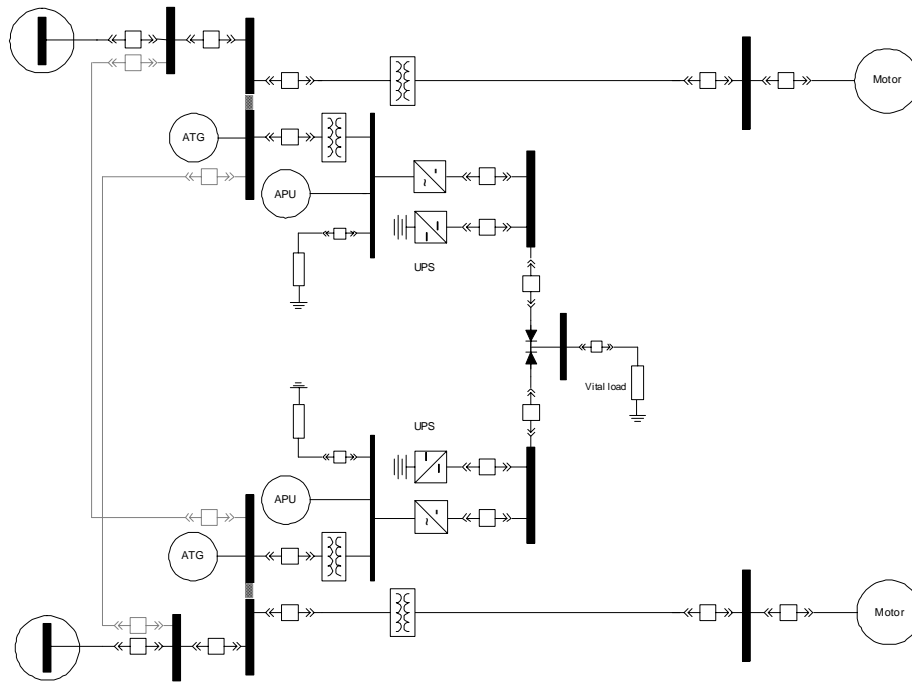 Motor
ATG
APU
UPS
Vital load
UPS
APU
ATG
Motor